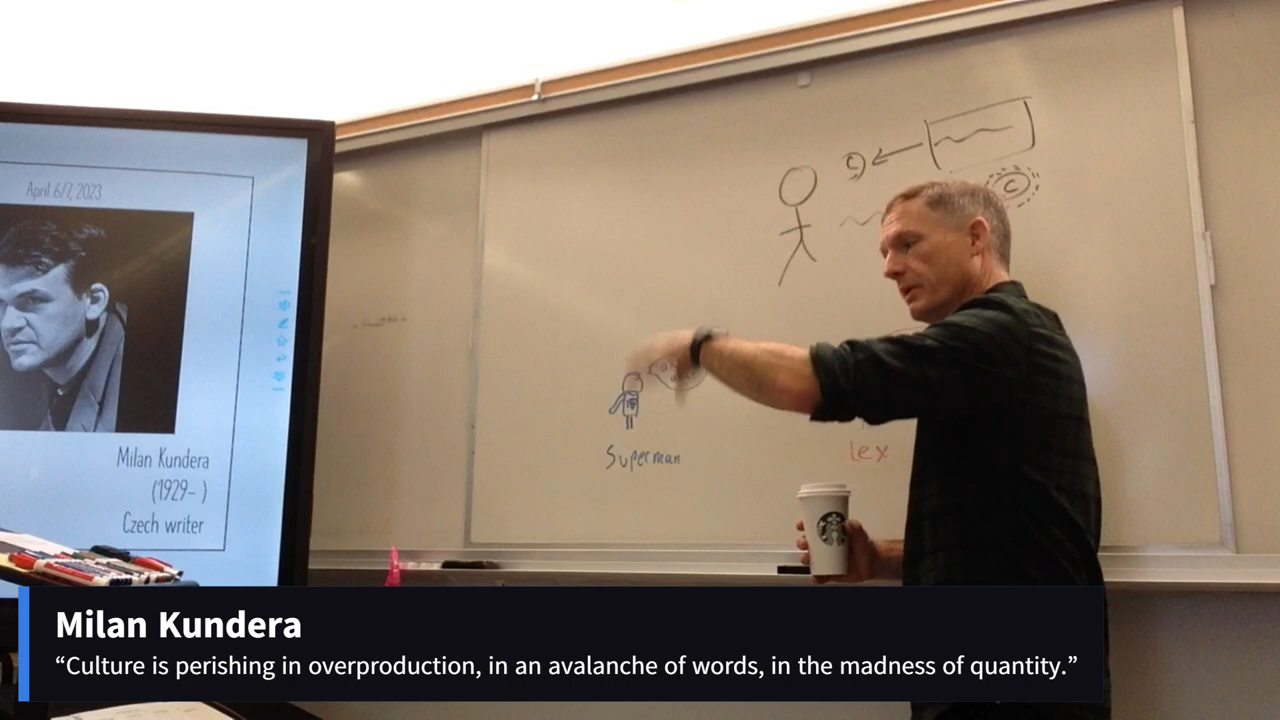 April 6/7, 2023
Milan Kundera
(1929- )
Czech writer
C
C
Superman
Lex
Milan Kundera
“Culture is perishing in overproduction, in an avalanche of words, in the madness of quantity.”